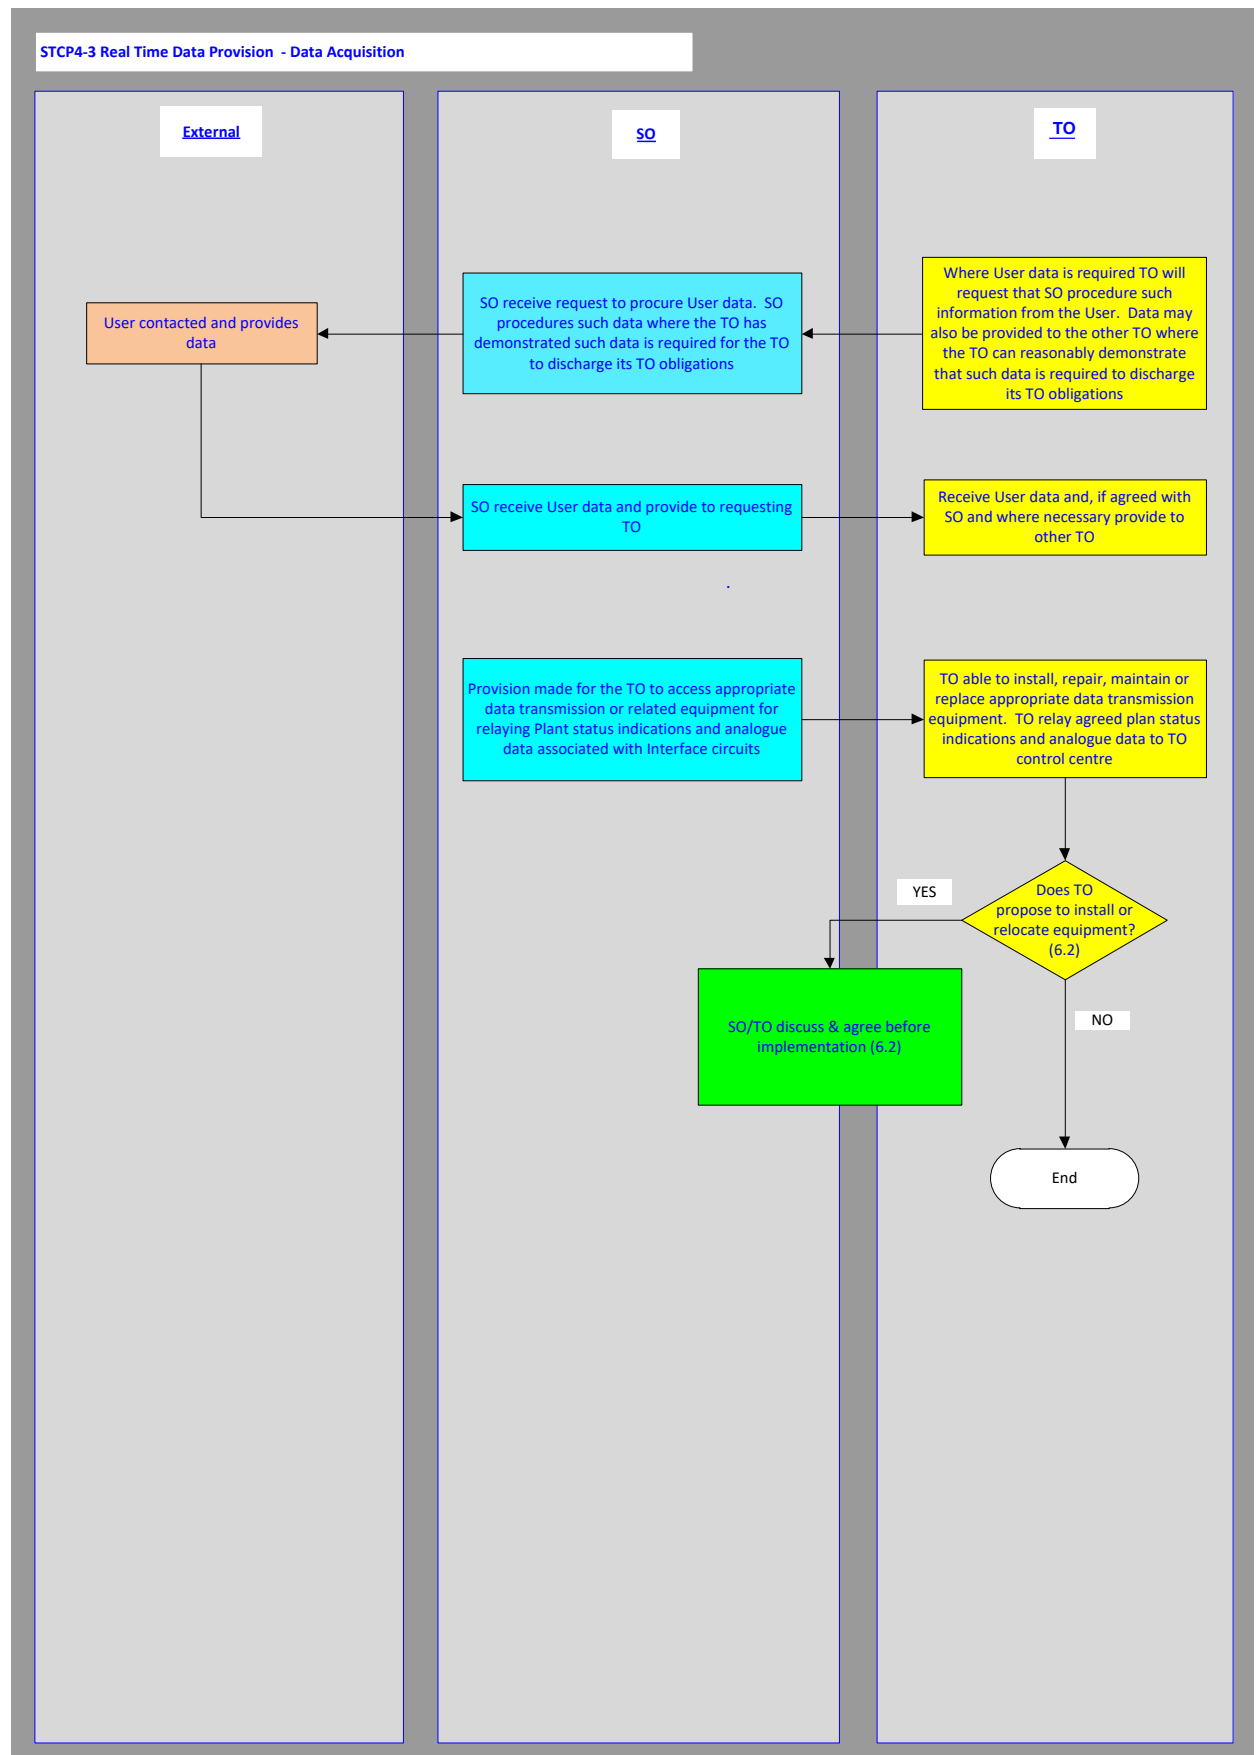 STCP4-3 Real Time Data Provision - Data Acquisition
External
SO
TO
Where User data is required TO will
request that SO procedure such
information from the User. Data may
also be provided to the other TO where
the TO can reasonably demonstrate
that such data is required to discharge
its TO obligations
SO receive request to procure User data. SO
procedures such data where the TO has
demonstrated such data is required for the TO
to discharge its TO obligations
User contacted and provides
data
SO receive User data and provide to requesting
TO
Receive User data and, if agreed with
SO and where necessary provide to
other TO
.
Provision made for the TO to access appropriate
data transmission or related equipment for
relaying Plant status indications and analogue
data associated with Interface circuits
TO able to install, repair, maintain or
replace appropriate data transmission
equipment. TO relay agreed plan status
indications and analogue data to TO
control centre
Does TO
propose to install or
relocate equipment?
(6.2)
YES
SO/TO discuss & agree before
implementation (6.2)
NO
End